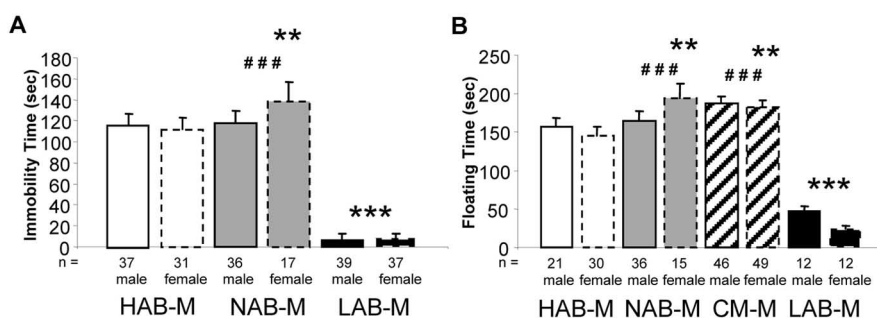 A
Immobility Time (sec)
180
160
140
120
100
80
60
40
20
0
**
# # #
***
n = 37 31 36 17 39 37
male female male female male female
HAB-M NAB-M LAB-M
B
Floating Time (sec)
250
200
150
100
50
0
** **
# # # # # #
***
n = 21 30 36 15 46 49 12 12
male female male female male female male female
HAB-M NAB-M CM-M LAB-M